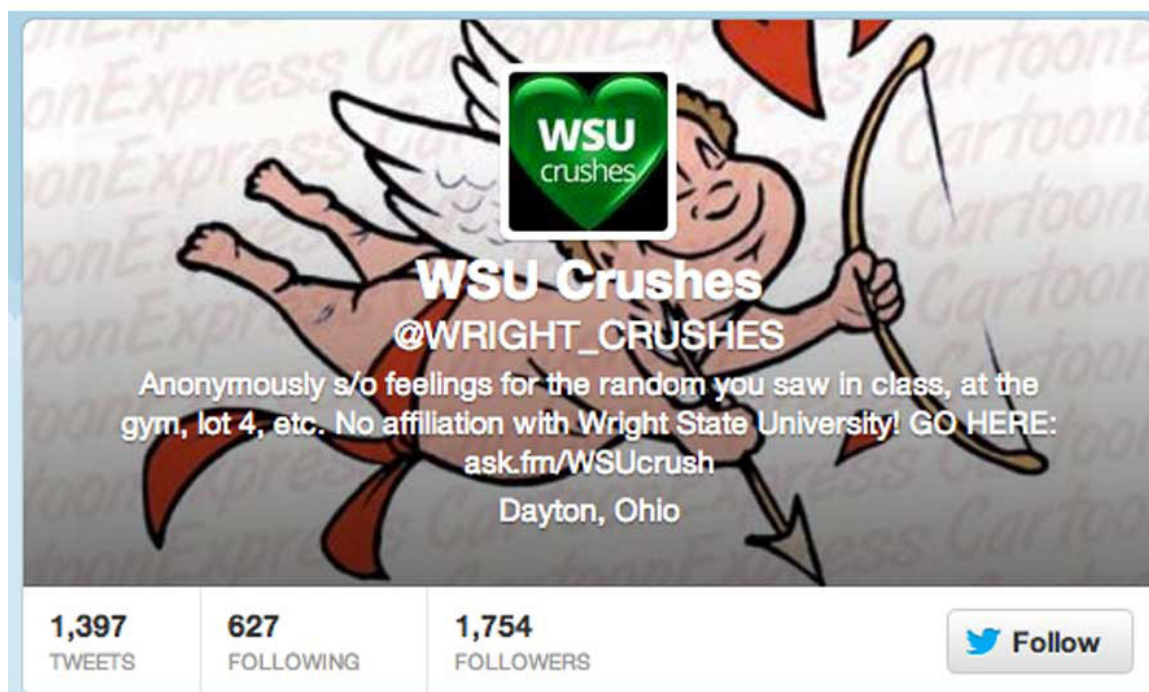 WSU
crushes
WSU Crushes
@WRIGHT_CRUSHES
Anonymously s/o feelings for the random you saw in class, at the
gym, lot 4, etc. No affiliation with Wright State University! GO HERE:
ask.fm/WSUcrush
Dayton, Ohio
1,397
TWEETS
627
FOLLOWING
1,754
FOLLOWERS
Follow